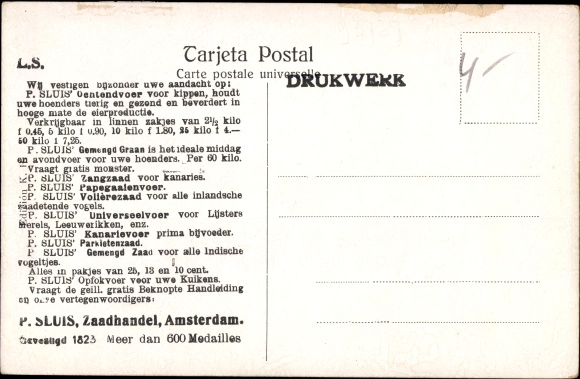 L.S.
Tarjeta Postal
Carte postale universelle
DRUKWERK
4-
Wij vestigen bijzonder uwe aandacht op:
P. SLUIS' Ochtendvoer voor kippen, houdt
uwe hoenders tierig en gezond en bevordert in
hooge mate de eierproductie.
Verkrijgbaar in linnen zakjes van 2½ kilo
f 0.45, 5 kilo f 0,90, 10 kilo f 1.80, 25 kilo f 4.—
50 kilo f 7,25.
P. SLUIS' Gemengd Graan is het ideale middag
en avondvoer voor uwe hoenders. Per 60 kilo.
Vraagt gratis monster.
P. SLUIS' Zangzaad voor kanaries.
P. SLUIS' Papegaaienvoer.
P. SLUIS' Volièrezaad voor alle inlandsche
zaadetende vogels.
P. SLUIS' Universeelvoer voor Lijsters
Merels, Leeuwerikken, enz.
P. SLUIS' Kanarievoer prima bijvoeder.
P. SLUIS' Parkietenzaad.
P. SLUIS' Gemengd Zaad voor alle Indische
vogeltjes.
Alles in pakjes van 25, 13 en 10 cent.
P. SLUIS' Opfokvoer voor uwe Kuikens.
Vraagt de geïll. gratis Beknopte Handleiding
bij onze vertegenwoordigers:
P. SLUIS, Zaadhandel, Amsterdam.
Gevestigd 1823 Meer dan 600 Medailles
Edition K.